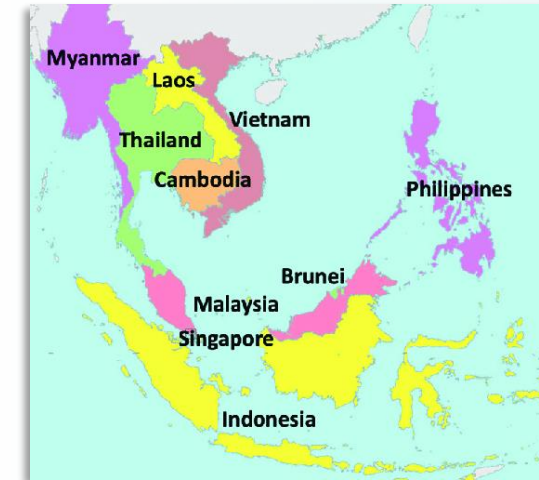 Myanmar
Laos
Vietnam
Thailand
Cambodia
Philippines
Brunei
Malaysia
Singapore
Indonesia